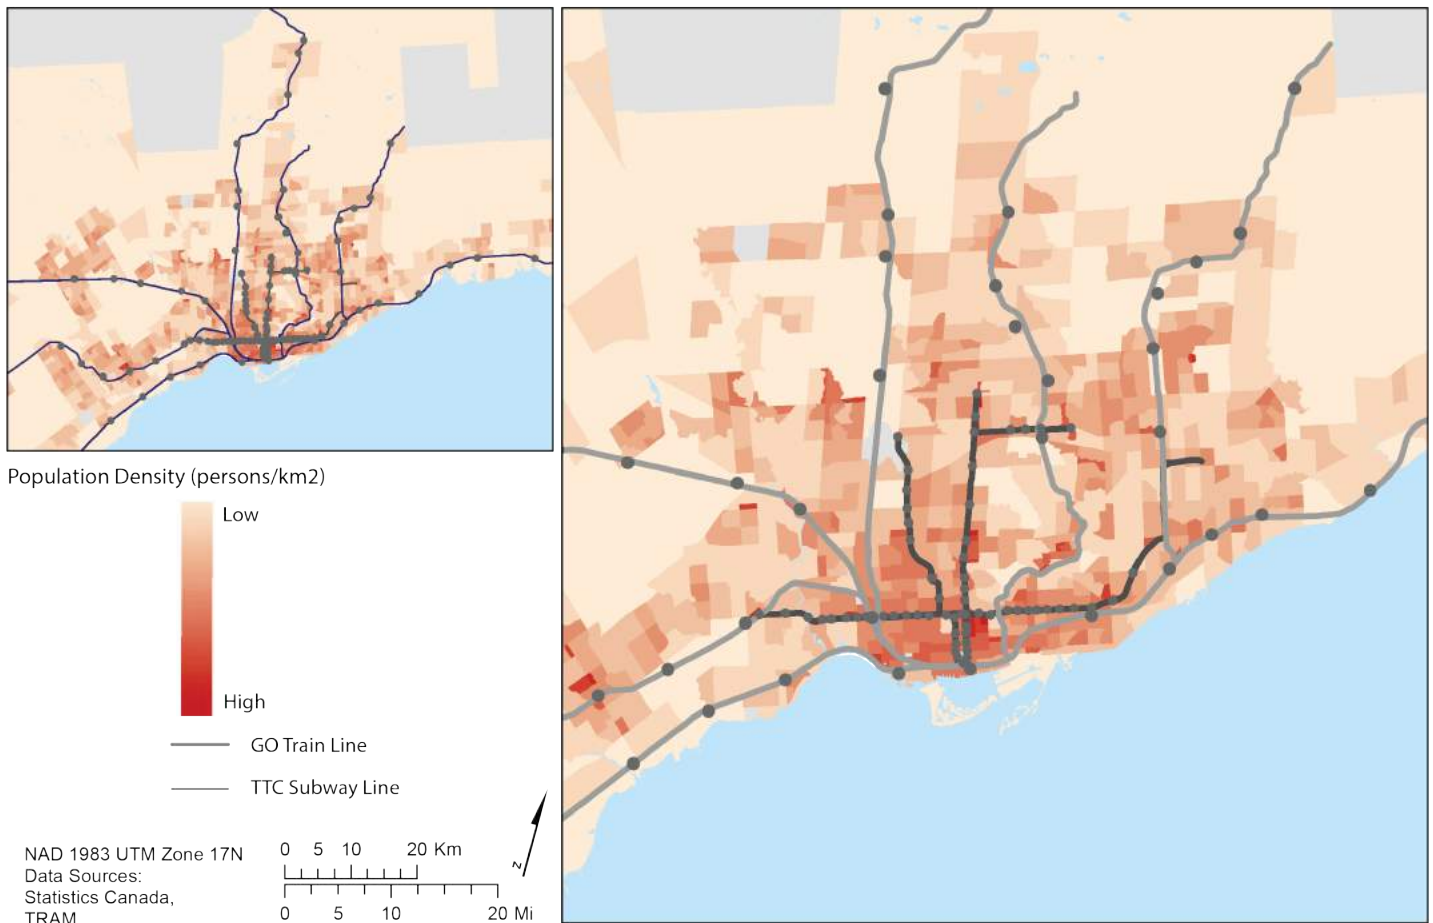 Population Density (persons/km2)
Low
High
GO Train Line
TTC Subway Line
NAD 1983 UTM Zone 17N
Data Sources:
Statistics Canada,
TRAM
0 5 10 20 Km
0 5 10 20 Mi
z